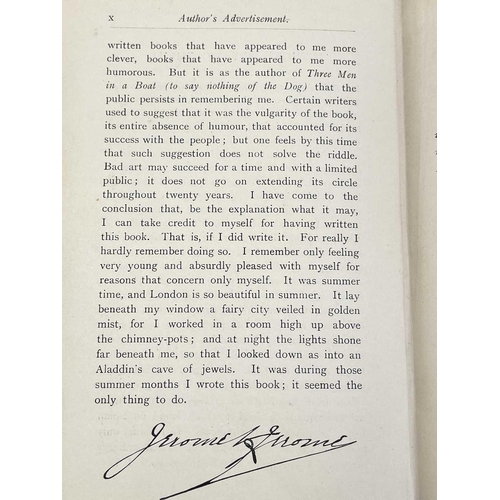 x Author's Advertisement.
written books that have appeared to me more
clever, books that have appeared to me more
humorous. But it is as the author of Three Men
in a Boat (to say nothing of the Dog) that the
public persists in remembering me. Certain writers
used to suggest that it was the vulgarity of the book,
its entire absence of humour, that accounted for its
success with the people; but one feels by this time
that such suggestion does not solve the riddle.
Bad art may succeed for a time and with a limited
public; it does not go on extending its circle
throughout twenty years. I have come to the
conclusion that, be the explanation what it may,
I can take credit to myself for having written
this book. That is, if I did write it. For really I
hardly remember doing so. I remember only feeling
very young and absurdly pleased with myself for
reasons that concern only myself. It was summer
time, and London is so beautiful in summer. It lay
beneath my window a fairy city veiled in golden
mist, for I worked in a room high up above the
chimney-pots; and at night the lights shone
far beneath me, so that I looked down as into an
Aladdin's cave of jewels. It was during those
summer months I wrote this book; it seemed the
only thing to do.
Jerome K Jerome